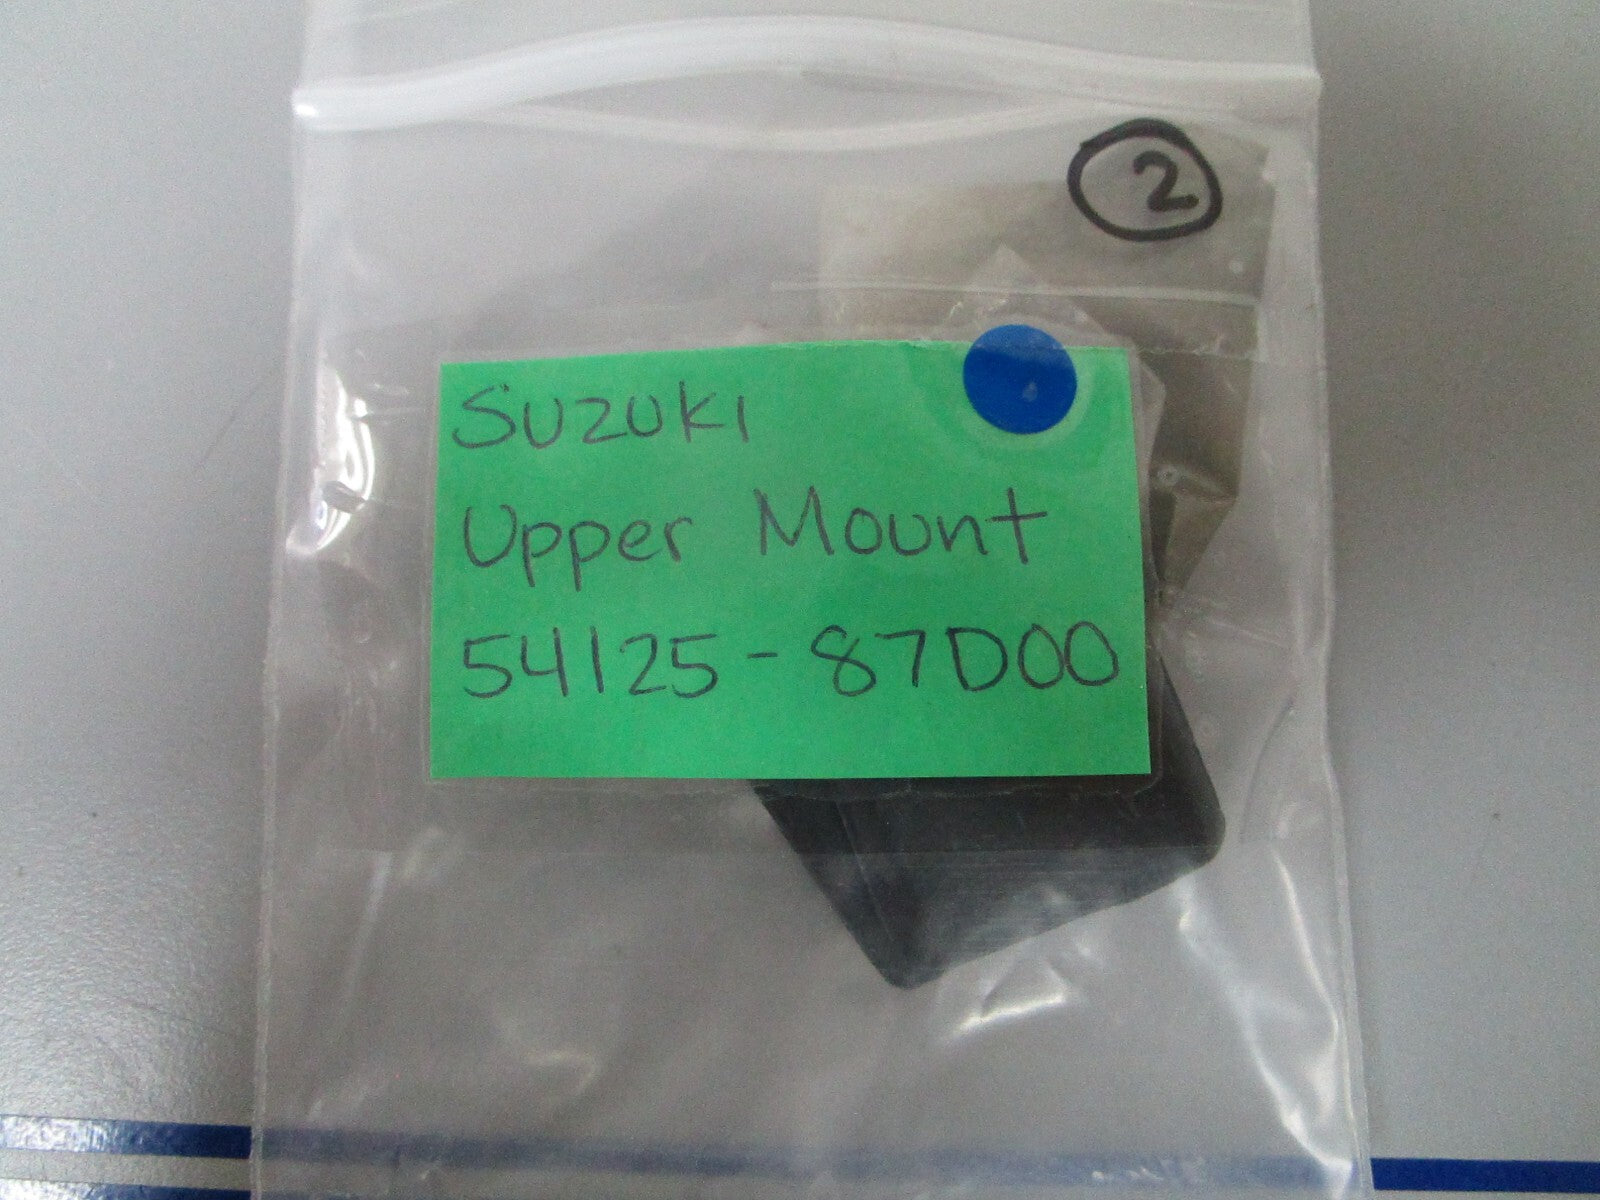 2
Suzuki
Upper Mount
54125-87D00